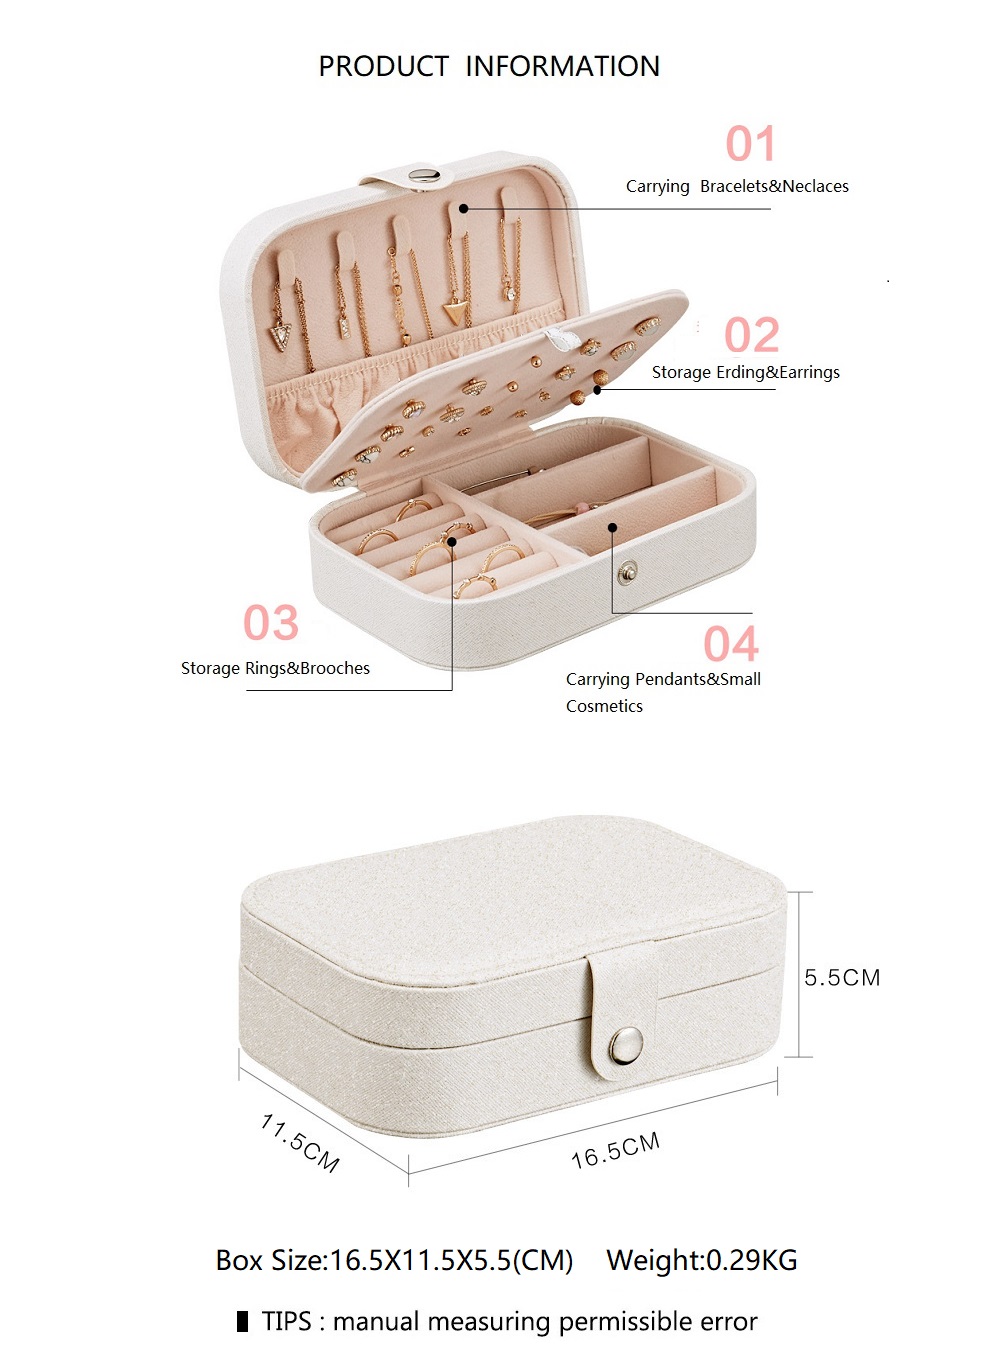 PRODUCT INFORMATION
01
Carrying Bracelets&Neclaces
02
Storage Erding&Earrings
03
Storage Rings&Brooches
04
Carrying Pendants&Small
Cosmetics
5.5CM
11.5CM
16.5CM
Box Size:16.5X11.5X5.5(CM) Weight:0.29KG
TIPS : manual measuring permissible error